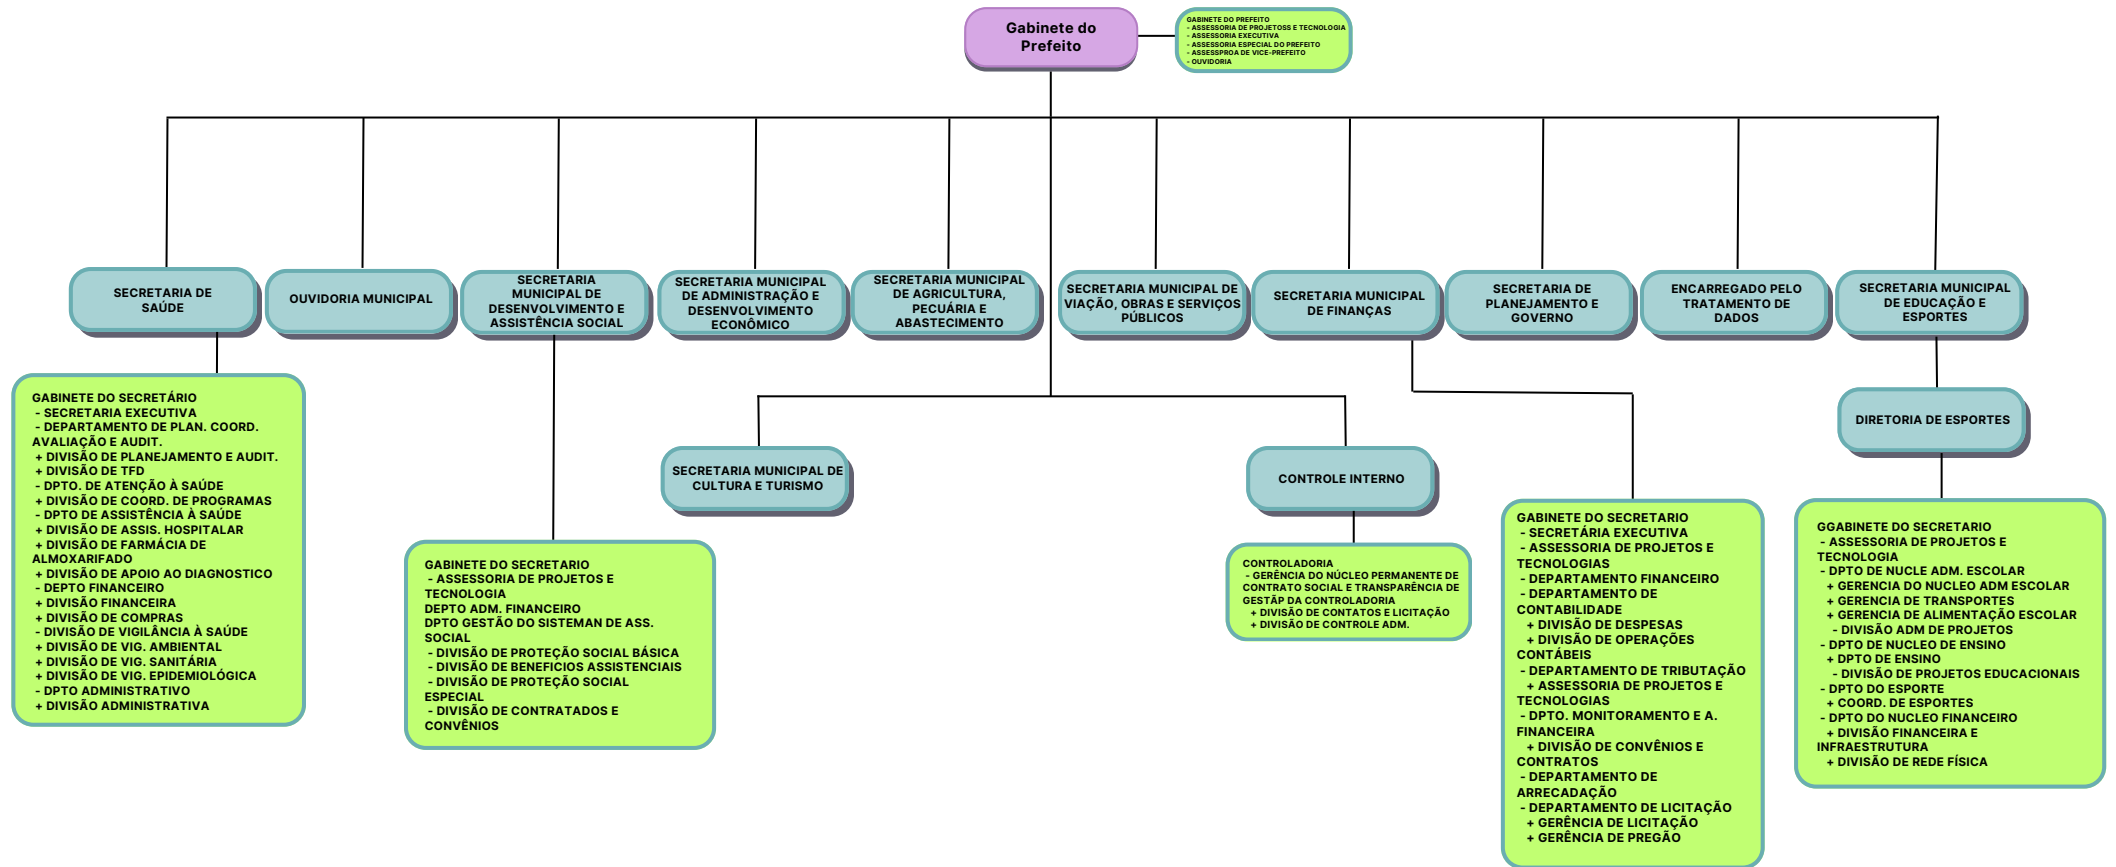 Gabinete do
Prefeito
GABINETE DO PREFEITO
- ASSESSORIA DE PROJETOSS E TECNOLOGIA
- ASSESSORIA EXECUTIVA
- ASSESSORIA ESPECIAL DO PREFEITO
- ASSESSPROA DE VICE-PREFEITO
- OUVIDORIA
SECRETARIA DE
SAÚDE
OUVIDORIA MUNICIPAL
SECRETARIA
MUNICIPAL DE
DESENVOLVIMENTO E
ASSISTÊNCIA SOCIAL
SECRETARIA MUNICIPAL
DE ADMINISTRAÇÃO E
DESENVOLVIMENTO
ECONÔMICO
SECRETARIA MUNICIPAL
DE AGRICULTURA,
PECUÁRIA E
ABASTECIMENTO
SECRETARIA MUNICIPAL DE
VIAÇÃO, OBRAS E SERVIÇOS
PÚBLICOS
SECRETARIA MUNICIPAL
DE FINANÇAS
SECRETARIA DE
PLANEJAMENTO E
GOVERNO
ENCARREGADO PELO
TRATAMENTO DE
DADOS
SECRETARIA MUNICIPAL
DE EDUCAÇÃO E
ESPORTES
GABINETE DO SECRETÁRIO
- SECRETARIA EXECUTIVA
- DEPARTAMENTO DE PLAN. COORD.
AVALIAÇÃO E AUDIT.
+ DIVISÃO DE PLANEJAMENTO E AUDIT.
+ DIVISÃO DE TFD
- DPTO. DE ATENÇÃO À SAÚDE
+ DIVISÃO DE COORD. DE PROGRAMAS
- DPTO DE ASSISTÊNCIA À SAÚDE
+ DIVISÃO DE ASSIS. HOSPITALAR
+ DIVISÃO DE FARMÁCIA DE
ALMOXARIFADO
+ DIVISÃO DE APOIO AO DIAGNOSTICO
- DEPTO FINANCEIRO
+ DIVISÃO FINANCEIRA
+ DIVISÃO DE COMPRAS
- DIVISÃO DE VIGILÂNCIA À SAÚDE
+ DIVISÃO DE VIG. AMBIENTAL
+ DIVISÃO DE VIG. SANITÁRIA
+ DIVISÃO DE VIG. EPIDEMIOLÓGICA
- DPTO ADMINISTRATIVO
+ DIVISÃO ADMINISTRATIVA
GABINETE DO SECRETARIO
- ASSESSORIA DE PROJETOS E
TECNOLOGIA
DEPTO ADM. FINANCEIRO
DPTO GESTÃO DO SISTEMAN DE ASS.
SOCIAL
- DIVISÃO DE PROTEÇÃO SOCIAL BÁSICA
- DIVISÃO DE BENEFICIOS ASSISTENCIAIS
- DIVISÃO DE PROTEÇÃO SOCIAL
ESPECIAL
- DIVISÃO DE CONTRATADOS E
CONVÊNIOS
SECRETARIA MUNICIPAL DE
CULTURA E TURISMO
CONTROLE INTERNO
CONTROLADORIA
- GERÊNCIA DO NÚCLEO PERMANENTE DE
CONTRATO SOCIAL E TRANSPARÊNCIA DE
GESTÃP DA CONTROLADORIA
+ DIVISÃO DE CONTATOS E LICITAÇÃO
+ DIVISÃO DE CONTROLE ADM.
GABINETE DO SECRETARIO
- SECRETÁRIA EXECUTIVA
- ASSESSORIA DE PROJETOS E
TECNOLOGIAS
- DEPARTAMENTO FINANCEIRO
- DEPARTAMENTO DE
CONTABILIDADE
+ DIVISÃO DE DESPESAS
+ DIVISÃO DE OPERAÇÕES
CONTÁBEIS
- DEPARTAMENTO DE TRIBUTAÇÃO
+ ASSESSORIA DE PROJETOS E
TECNOLOGIAS
- DPTO. MONITORAMENTO E A.
FINANCEIRA
+ DIVISÃO DE CONVÊNIOS E
CONTRATOS
- DEPARTAMENTO DE
ARRECADAÇÃO
- DEPARTAMENTO DE LICITAÇÃO
+ GERÊNCIA DE LICITAÇÃO
+ GERÊNCIA DE PREGÃO
DIRETORIA DE ESPORTES
GGABINETE DO SECRETARIO
- ASSESSORIA DE PROJETOS E
TECNOLOGIA
- DPTO DE NUCLE ADM. ESCOLAR
+ GERENCIA DO NUCLEO ADM ESCOLAR
+ GERENCIA DE TRANSPORTES
+ GERENCIA DE ALIMENTAÇÃO ESCOLAR
- DIVISÃO ADM DE PROJETOS
- DPTO DE NUCLEO DE ENSINO
+ DPTO DE ENSINO
- DIVISÃO DE PROJETOS EDUCACIONAIS
- DPTO DO ESPORTE
+ COORD. DE ESPORTES
- DPTO DO NUCLEO FINANCEIRO
+ DIVISÃO FINANCEIRA E
INFRAESTRUTURA
+ DIVISÃO DE REDE FÍSICA